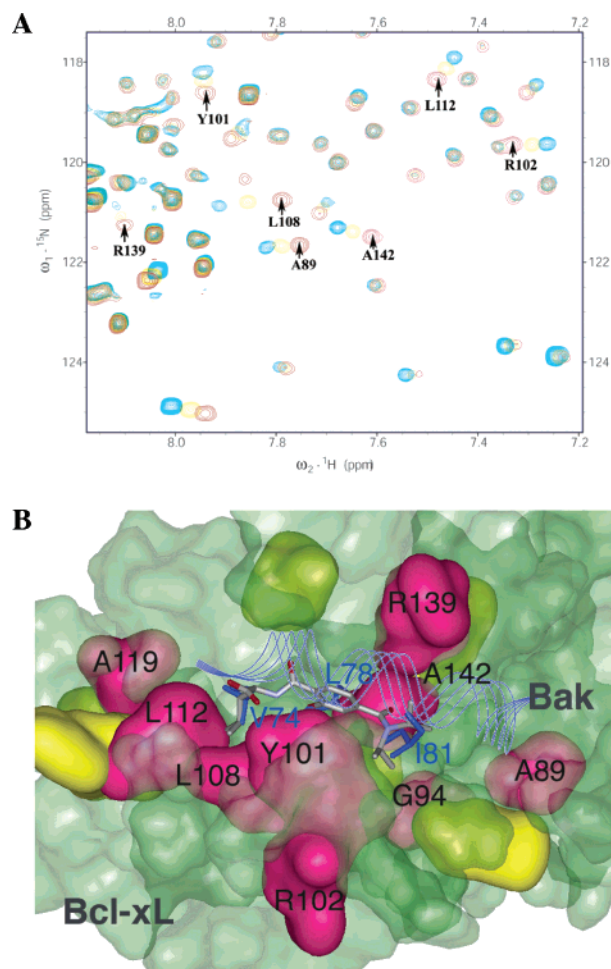 A
8.0 7.8 7.6 7.4 7.2
118 118
Y101 L112
R102
120 120
L108
R139 A89 A142
122 122
124 124
8.0 7.8 7.6 7.4 7.2
ω1 - 15N (ppm)
ω2 - 1H (ppm)
B
R139
A119 L78 A142
L112 V74 Y101 I81 Bak
L108 G94 A89
R102
Bcl-xL